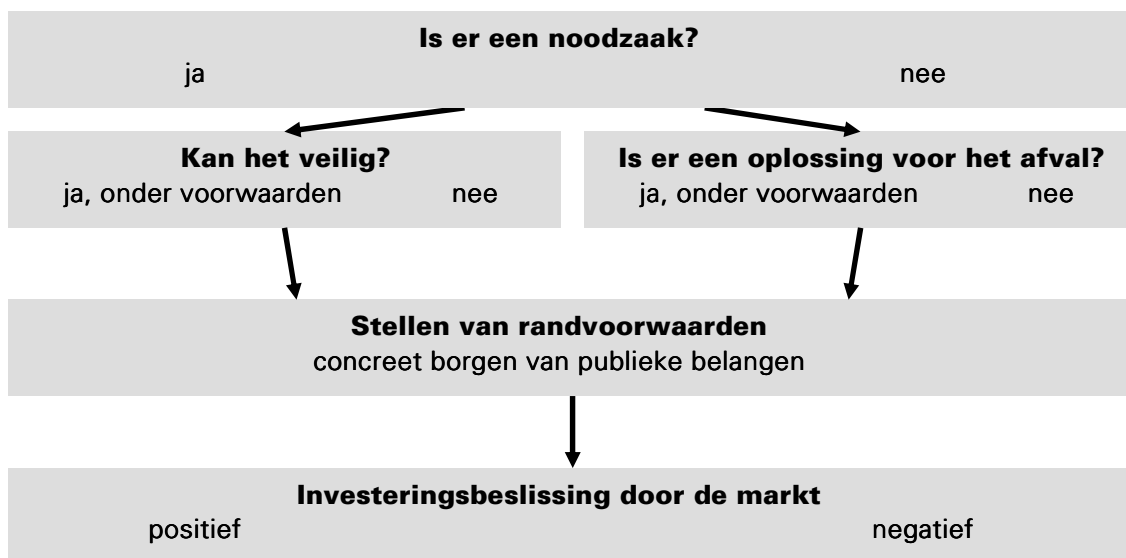 Is er een noodzaak?
ja nee
Kan het veilig?
ja, onder voorwaarden nee
Is er een oplossing voor het afval?
ja, onder voorwaarden nee
Stellen van randvoorwaarden
concreet borgen van publieke belangen
Investeringsbeslissing door de markt
positief negatief